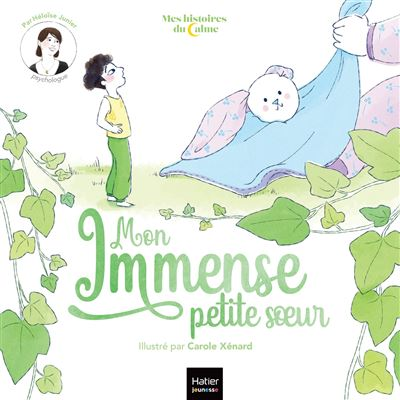 Mes histoires
du Calme
Par Héloïse Junier
psychologue
Mon
Immense
petite sœur
Illustré par Carole Xénard
Hatier
jeunesse